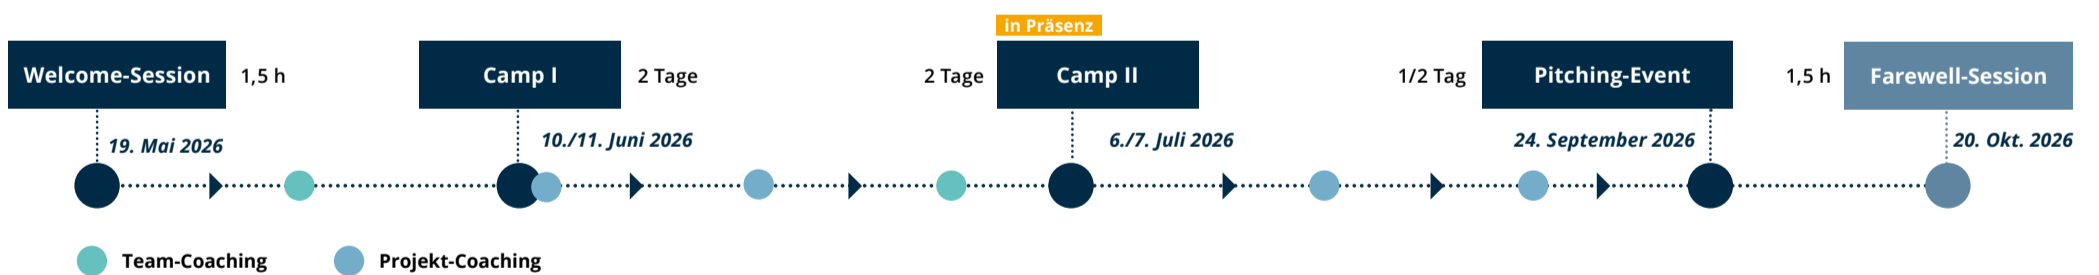 in Präsenz
Welcome-Session
1,5 h
Camp I
2 Tage
2 Tage
Camp II
1/2 Tag
Pitching-Event
1,5 h
Farewell-Session
19. Mai 2026
10./11. Juni 2026
6./7. Juli 2026
24. September 2026
20. Okt. 2026
Team-Coaching
Projekt-Coaching